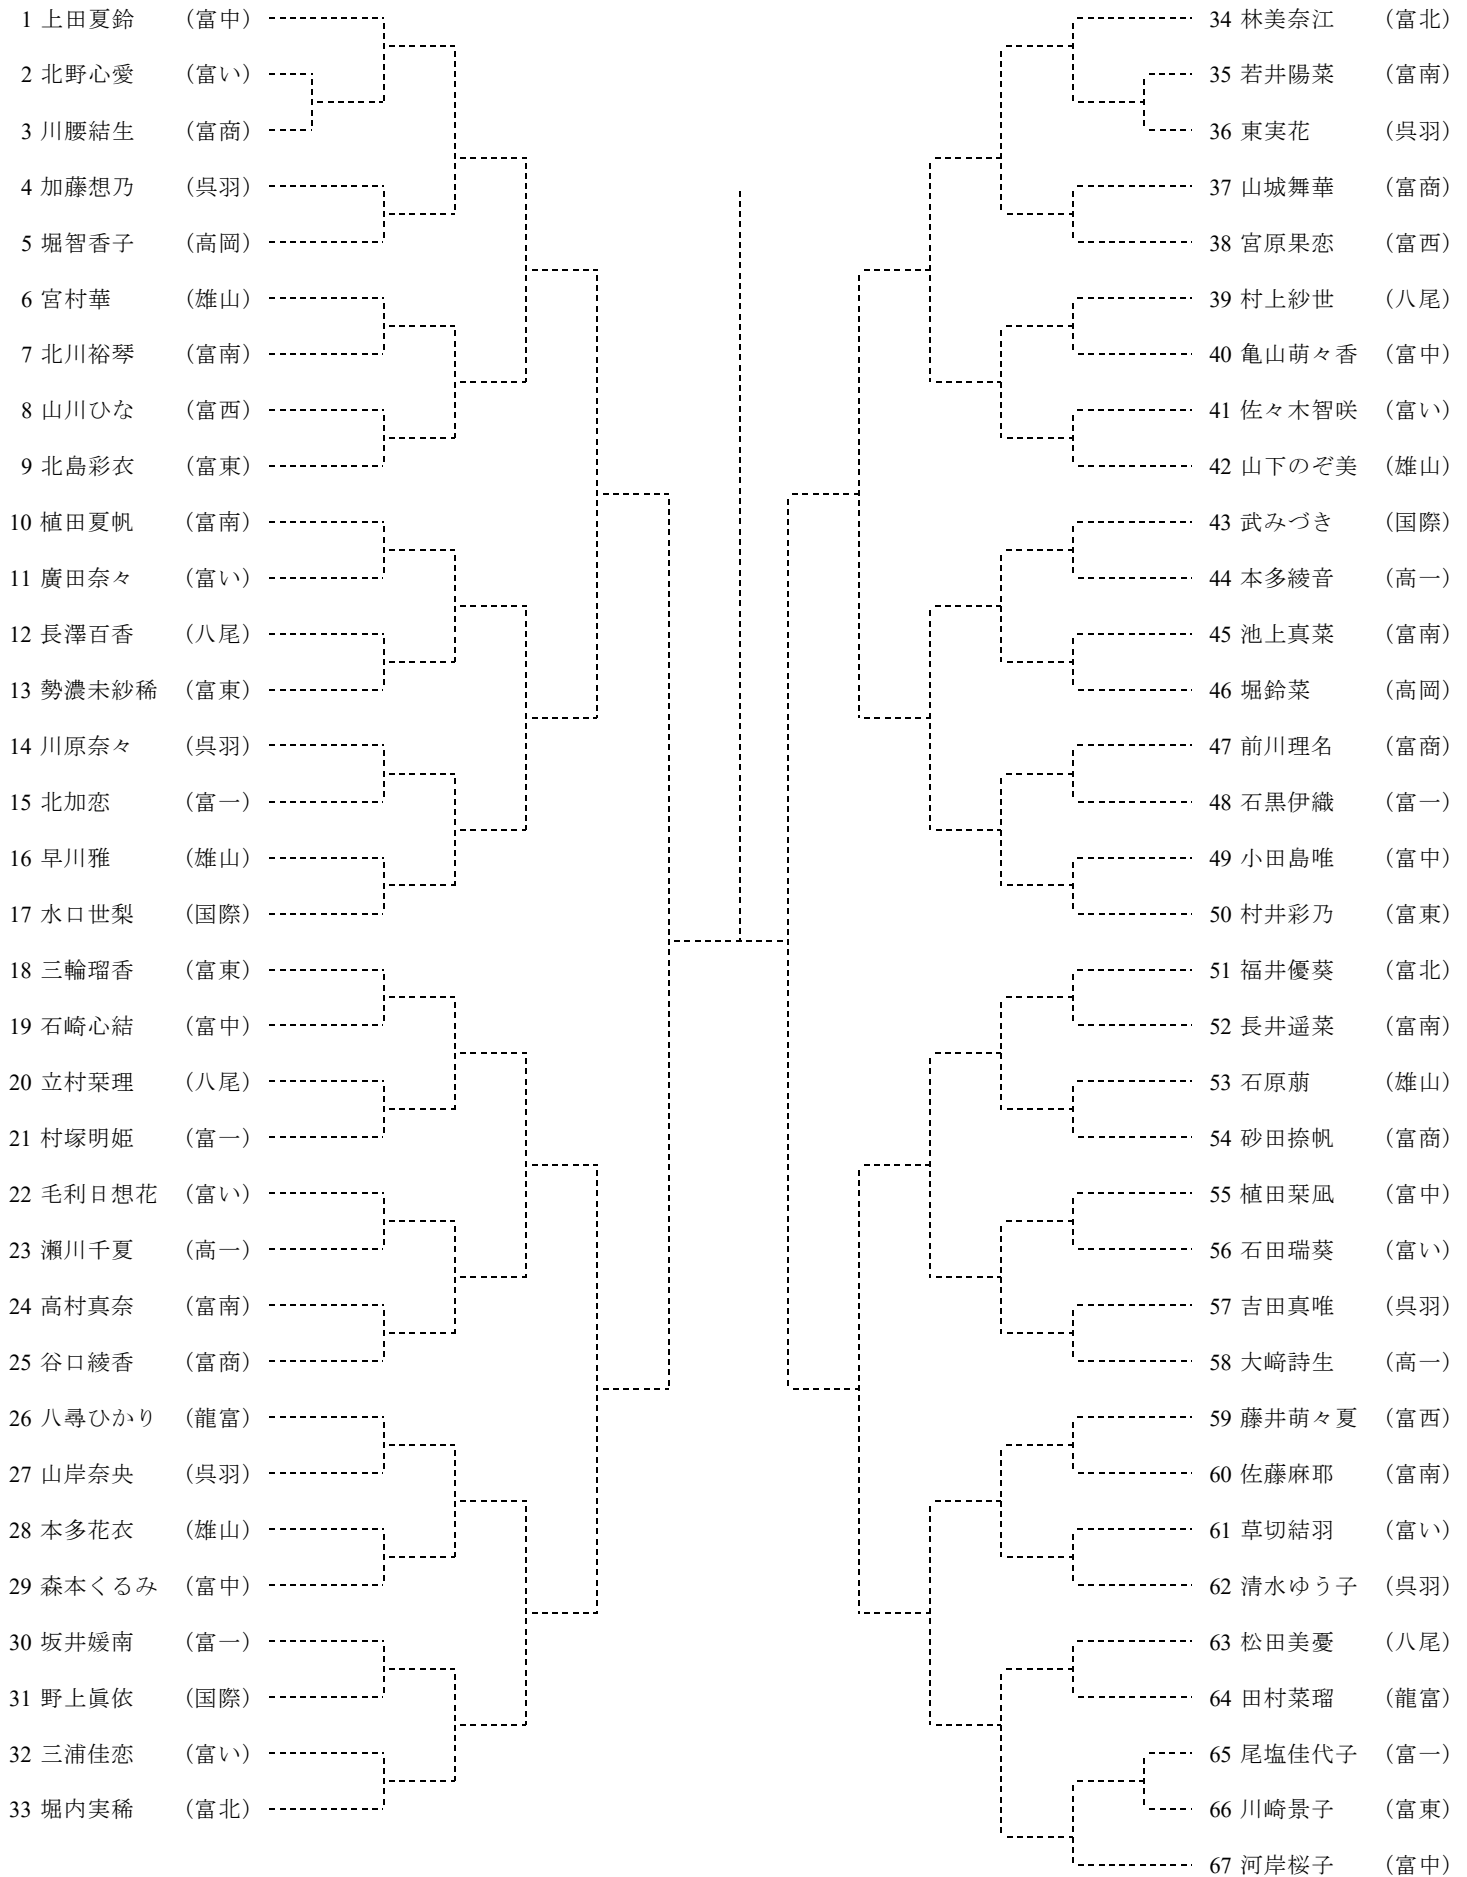 1 上田夏鈴 （富中）
2 北野心愛 （富い）
3 川腰結生 （富商）
4 加藤想乃 （呉羽）
5 堀智香子 （高岡）
6 宮村華 （雄山）
7 北川裕琴 （富南）
8 山川ひな （富西）
9 北島彩衣 （富東）
10 植田夏帆 （富南）
11 廣田奈々 （富い）
12 長澤百香 （八尾）
13 勢濃未紗稀 （富東）
14 川原奈々 （呉羽）
15 北加恋 （富一）
16 早川雅 （雄山）
17 水口世梨 （国際）
18 三輪瑠香 （富東）
19 石崎心結 （富中）
20 立村栞理 （八尾）
21 村塚明姫 （富一）
22 毛利日想花 （富い）
23 瀬川千夏 （高一）
24 高村真奈 （富南）
25 谷口綾香 （富商）
26 八尋ひかり （龍富）
27 山岸奈央 （呉羽）
28 本多花衣 （雄山）
29 森本くるみ （富中）
30 坂井媛南 （富一）
31 野上眞依 （国際）
32 三浦佳恋 （富い）
33 堀内実稀 （富北）
34 林美奈江 （富北）
35 若井陽菜 （富南）
36 東実花 （呉羽）
37 山城舞華 （富商）
38 宮原果恋 （富西）
39 村上紗世 （八尾）
40 亀山萌々香 （富中）
41 佐々木智咲 （富い）
42 山下のぞ美 （雄山）
43 武みづき （国際）
44 本多綾音 （高一）
45 池上真菜 （富南）
46 堀鈴菜 （高岡）
47 前川理名 （富商）
48 石黒伊織 （富一）
49 小田島唯 （富中）
50 村井彩乃 （富東）
51 福井優葵 （富北）
52 長井遥菜 （富南）
53 石原萠 （雄山）
54 砂田捺帆 （富商）
55 植田栞凪 （富中）
56 石田瑞葵 （富い）
57 吉田真唯 （呉羽）
58 大﨑詩生 （高一）
59 藤井萌々夏 （富西）
60 佐藤麻耶 （富南）
61 草切結羽 （富い）
62 清水ゆう子 （呉羽）
63 松田美憂 （八尾）
64 田村菜瑠 （龍富）
65 尾塩佳代子 （富一）
66 川崎景子 （富東）
67 河岸桜子 （富中）